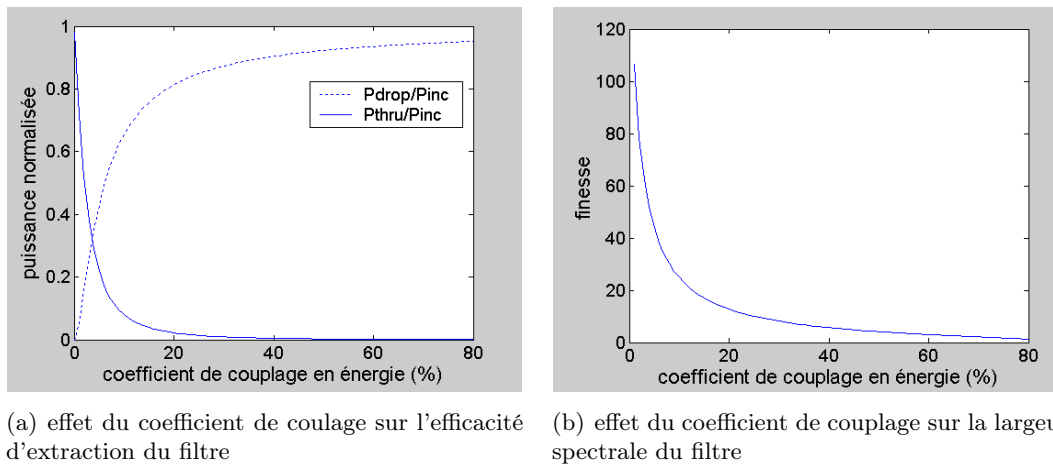 1
0.8
0.6
0.4
0.2
0
puissance normalisée
Pdrop/Pinc
Pthru/Pinc
0 20 40 60 80
coefficient de couplage en énergie (%)
120
100
80
60
40
20
0
finesse
0 20 40 60 80
coefficient de couplage en énergie (%)
(a) effet du coefficient de coulage sur l'efficacité
d'extraction du filtre
(b) effet du coefficient de couplage sur la largeu
spectrale du filtre